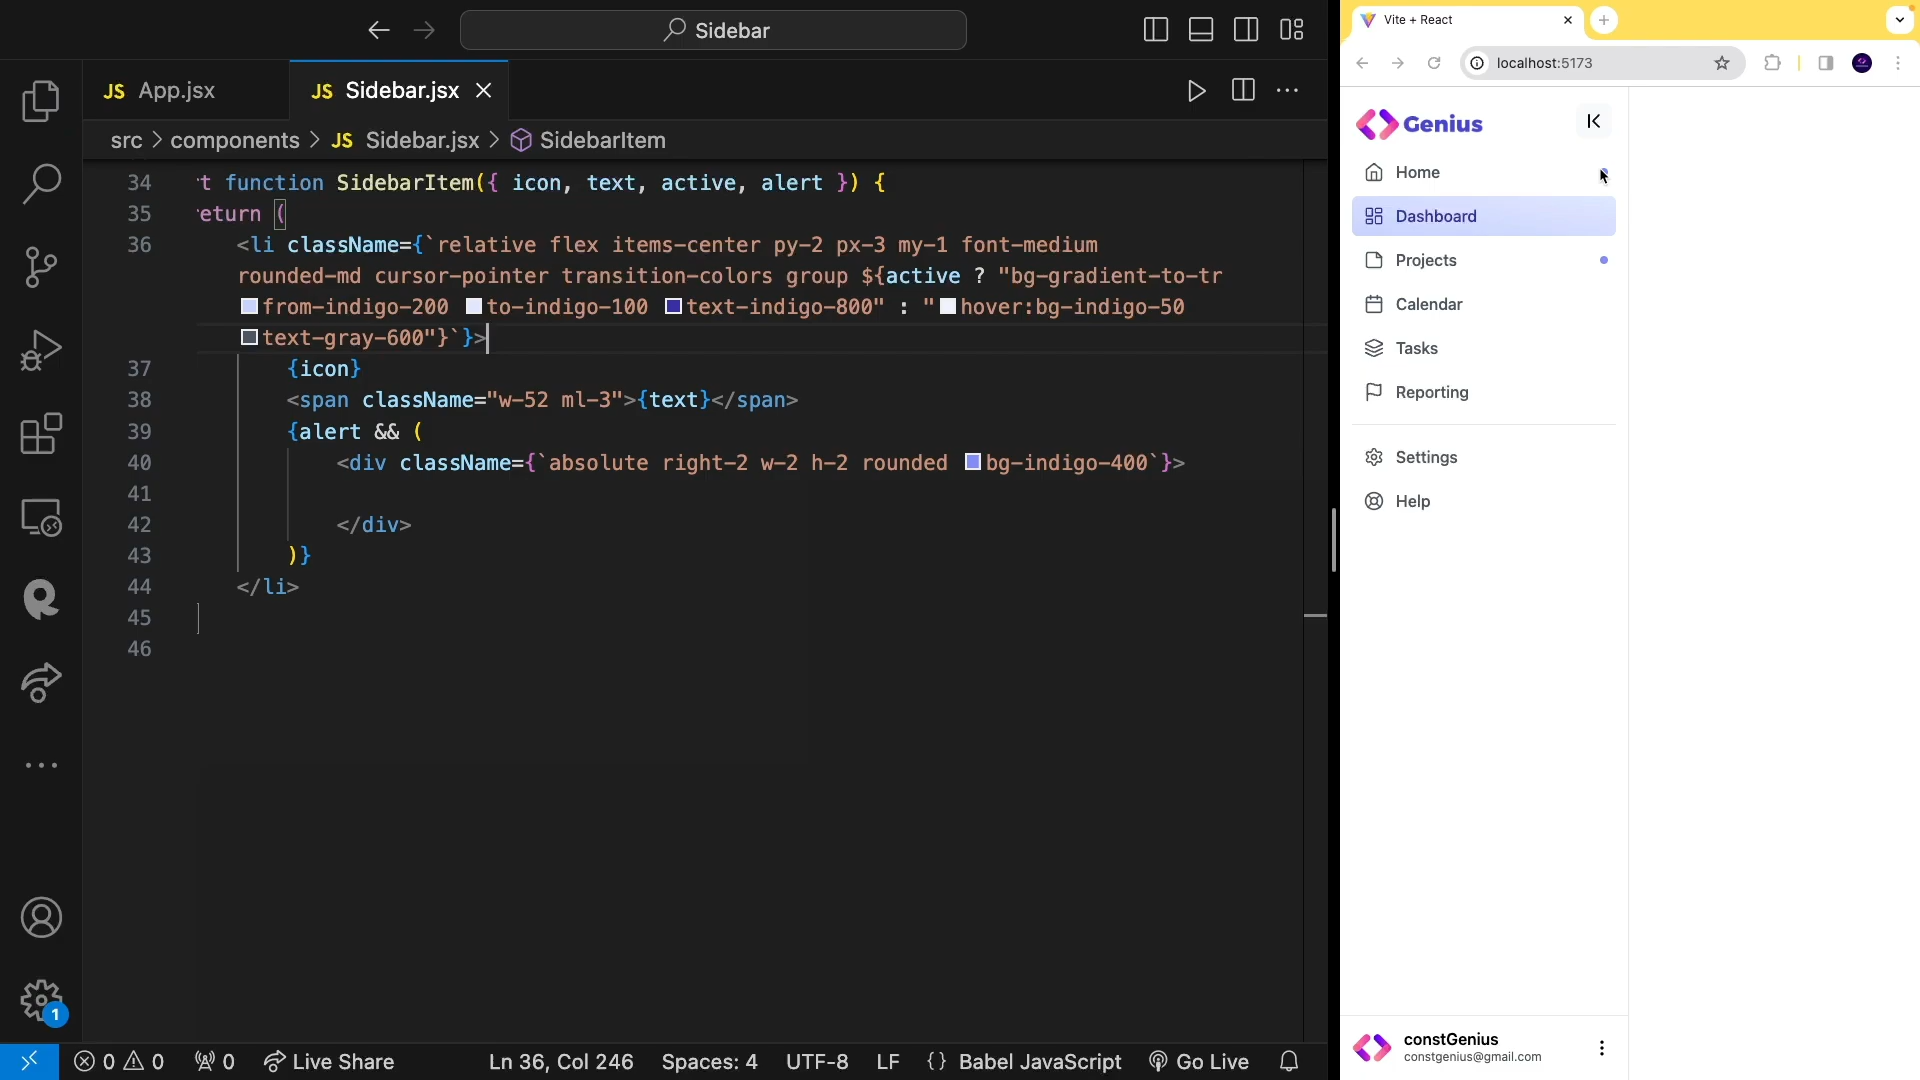 Sidebar
JS App.jsx
JS Sidebar.jsx
src > components > JS Sidebar.jsx > SidebarItem
34 t function SidebarItem({ icon, text, active, alert }) {
35 eturn (
36 <li className={`relative flex items-center py-2 px-3 my-1 font-medium
rounded-md cursor-pointer transition-colors group ${active ? "bg-gradient-to-tr
from-indigo-200 to-indigo-100 text-indigo-800" : "hover:bg-indigo-50
text-gray-600"}`}>
37 {icon}
38 <span className="w-52 ml-3">{text}</span>
39 {alert && (
40 <div className={`absolute right-2 w-2 h-2 rounded bg-indigo-400`}>
41
42 </div>
43 )}
44 </li>
45
46
1
0 0 0 Live Share Ln 36, Col 246 Spaces: 4 UTF-8 LF {} Babel JavaScript Go Live
Vite + React
localhost:5173
Genius
Home
Dashboard
Projects
Calendar
Tasks
Reporting
Settings
Help
constGenius
constgenius@gmail.com